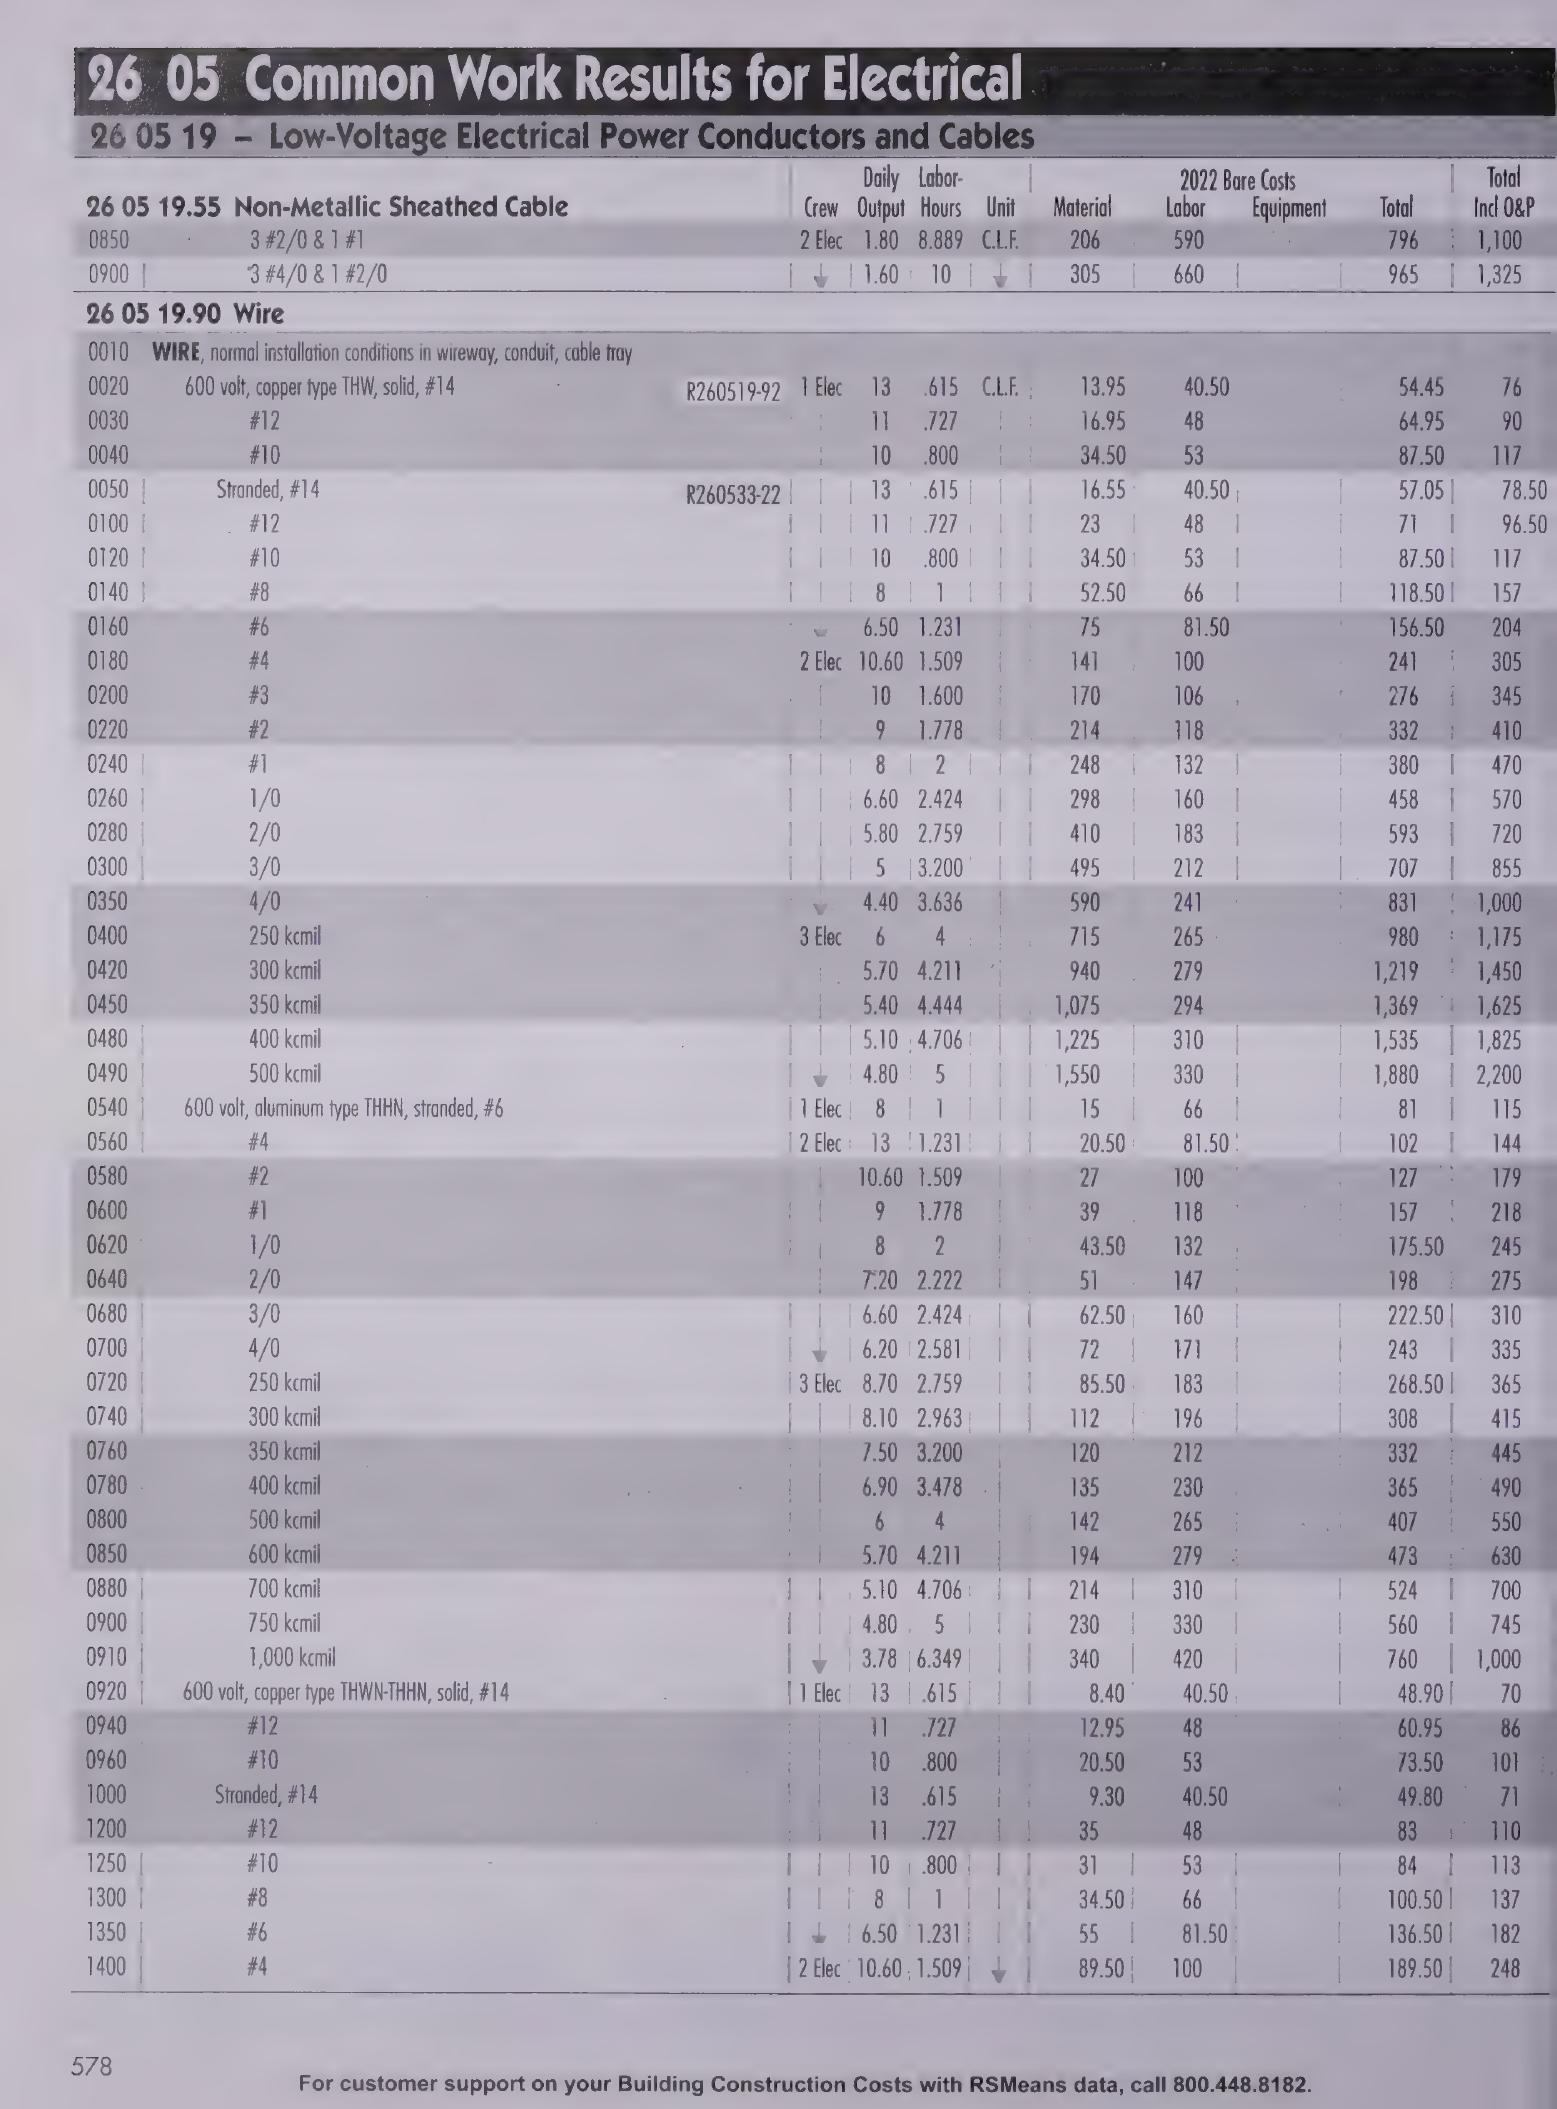 26 05 Common Work Results for Electrical
26 05 19 – Low-Voltage Electrical Power Conductors and Cables
Daily Labor- 2022 Bare Costs Total
26 05 19.55 Non-Metallic Sheathed Cable Crew Output Hours Unit Material Labor Equipment Total Incl O&P
0850 3 #2/0 & 1 #1 2 Elec 1.80 8.889 C.L.F. 206 590 796 1,100
0900 3 #4/0 & 1 #2/0 1.60 10 305 660 965 1,325
26 05 19.90 Wire
0010 WIRE, normal installation conditions in wireway, conduit, cable tray
0020 600 volt, copper type THW, solid, #14 R260519-92 1 Elec 13 .615 C.L.F. 13.95 40.50 54.45 76
0030 #12 11 .727 16.95 48 64.95 90
0040 #10 10 .800 34.50 53 87.50 117
0050 Stranded, #14 R260533-22 13 .615 16.55 40.50 57.05 78.50
0100 #12 11 .727 23 48 71 96.50
0120 #10 10 .800 34.50 53 87.50 117
0140 #8 8 1 52.50 66 118.50 157
0160 #6 6.50 1.231 75 81.50 156.50 204
0180 #4 2 Elec 10.60 1.509 141 100 241 305
0200 #3 10 1.600 170 106 276 345
0220 #2 9 1.778 214 118 332 410
0240 #1 8 2 248 132 380 470
0260 1/0 6.60 2.424 298 160 458 570
0280 2/0 5.80 2.759 410 183 593 720
0300 3/0 5 3.200 495 212 707 855
0350 4/0 4.40 3.636 590 241 831 1,000
0400 250 kcmil 3 Elec 6 4 715 265 980 1,175
0420 300 kcmil 5.70 4.211 940 279 1,219 1,450
0450 350 kcmil 5.40 4.444 1,075 294 1,369 1,625
0480 400 kcmil 5.10 4.706 1,225 310 1,535 1,825
0490 500 kcmil 4.80 5 1,550 330 1,880 2,200
0540 600 volt, aluminum type THHN, stranded, #6 1 Elec 8 1 15 66 81 115
0560 #4 2 Elec 13 1.231 20.50 81.50 102 144
0580 #2 10.60 1.509 27 100 127 179
0600 #1 9 1.778 39 118 157 218
0620 1/0 8 2 43.50 132 175.50 245
0640 2/0 7.20 2.222 51 147 198 275
0680 3/0 6.60 2.424 62.50 160 222.50 310
0700 4/0 6.20 2.581 72 171 243 335
0720 250 kcmil 3 Elec 8.70 2.759 85.50 183 268.50 365
0740 300 kcmil 8.10 2.963 112 196 308 415
0760 350 kcmil 7.50 3.200 120 212 332 445
0780 400 kcmil 6.90 3.478 135 230 365 490
0800 500 kcmil 6 4 142 265 407 550
0850 600 kcmil 5.70 4.211 194 279 473 630
0880 700 kcmil 5.10 4.706 214 310 524 700
0900 750 kcmil 4.80 5 230 330 560 745
0910 1,000 kcmil 3.78 6.349 340 420 760 1,000
0920 600 volt, copper type THWN-THHN, solid, #14 1 Elec 13 .615 8.40 40.50 48.90 70
0940 #12 11 .727 12.95 48 60.95 86
0960 #10 10 .800 20.50 53 73.50 101
1000 Stranded, #14 13 .615 9.30 40.50 49.80 71
1200 #12 11 .727 35 48 83 110
1250 #10 10 .800 31 53 84 113
1300 #8 8 1 34.50 66 100.50 137
1350 #6 6.50 1.231 55 81.50 136.50 182
1400 #4 2 Elec 10.60 1.509 89.50 100 189.50 248
578
For customer support on your Building Construction Costs with RSMeans data, call 800.448.8182.